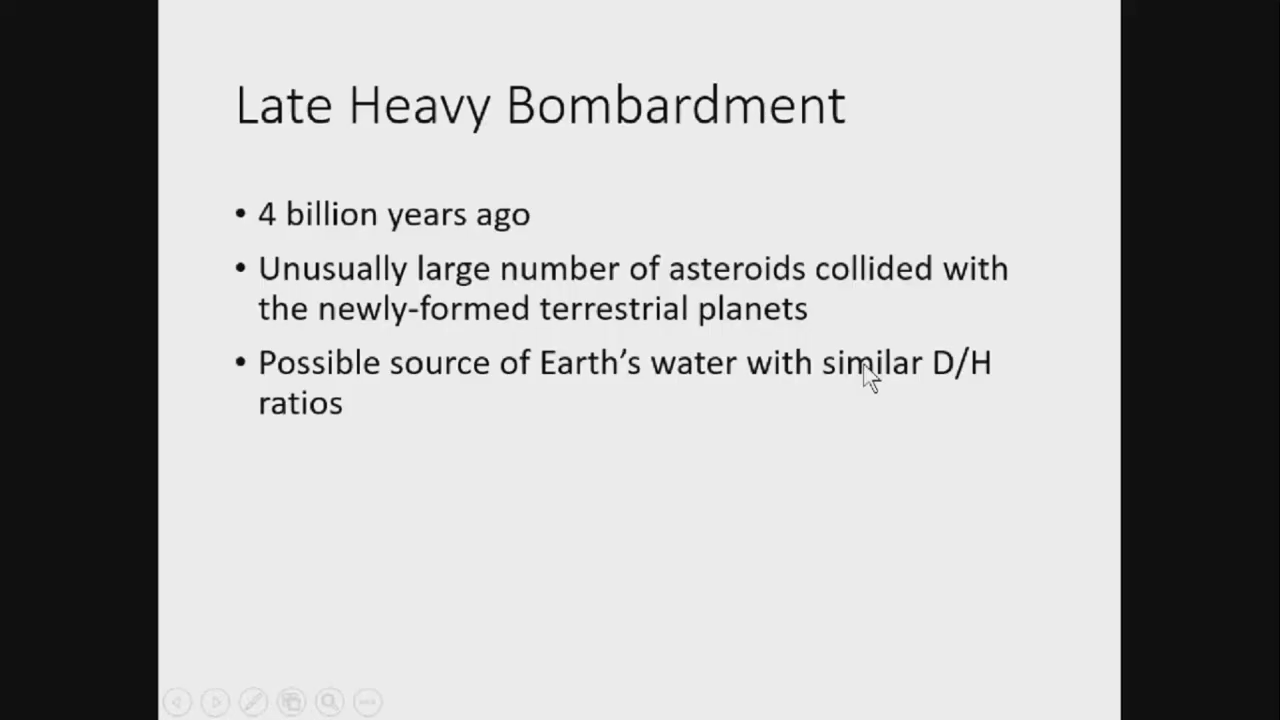 Late Heavy Bombardment
• 4 billion years ago
• Unusually large number of asteroids collided with
the newly-formed terrestrial planets
• Possible source of Earth’s water with similar D/H
ratios